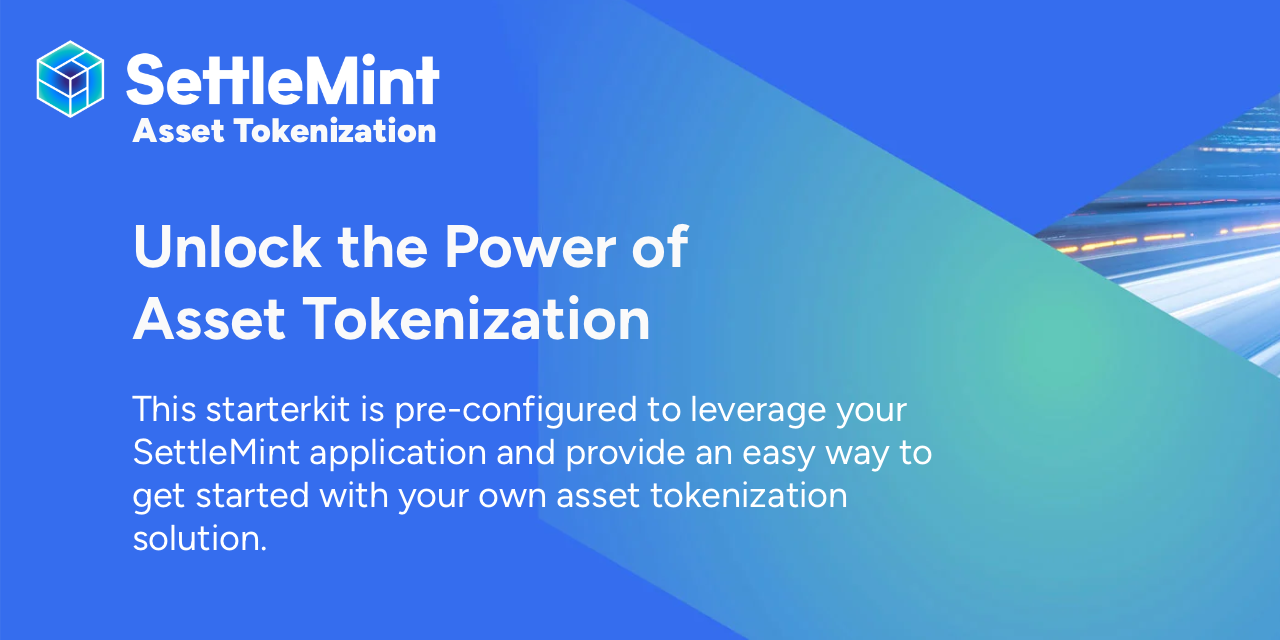 SettleMint
Asset Tokenization
Unlock the Power of
Asset Tokenization
This starterkit is pre-configured to leverage your
SettleMint application and provide an easy way to
get started with your own asset tokenization
solution.